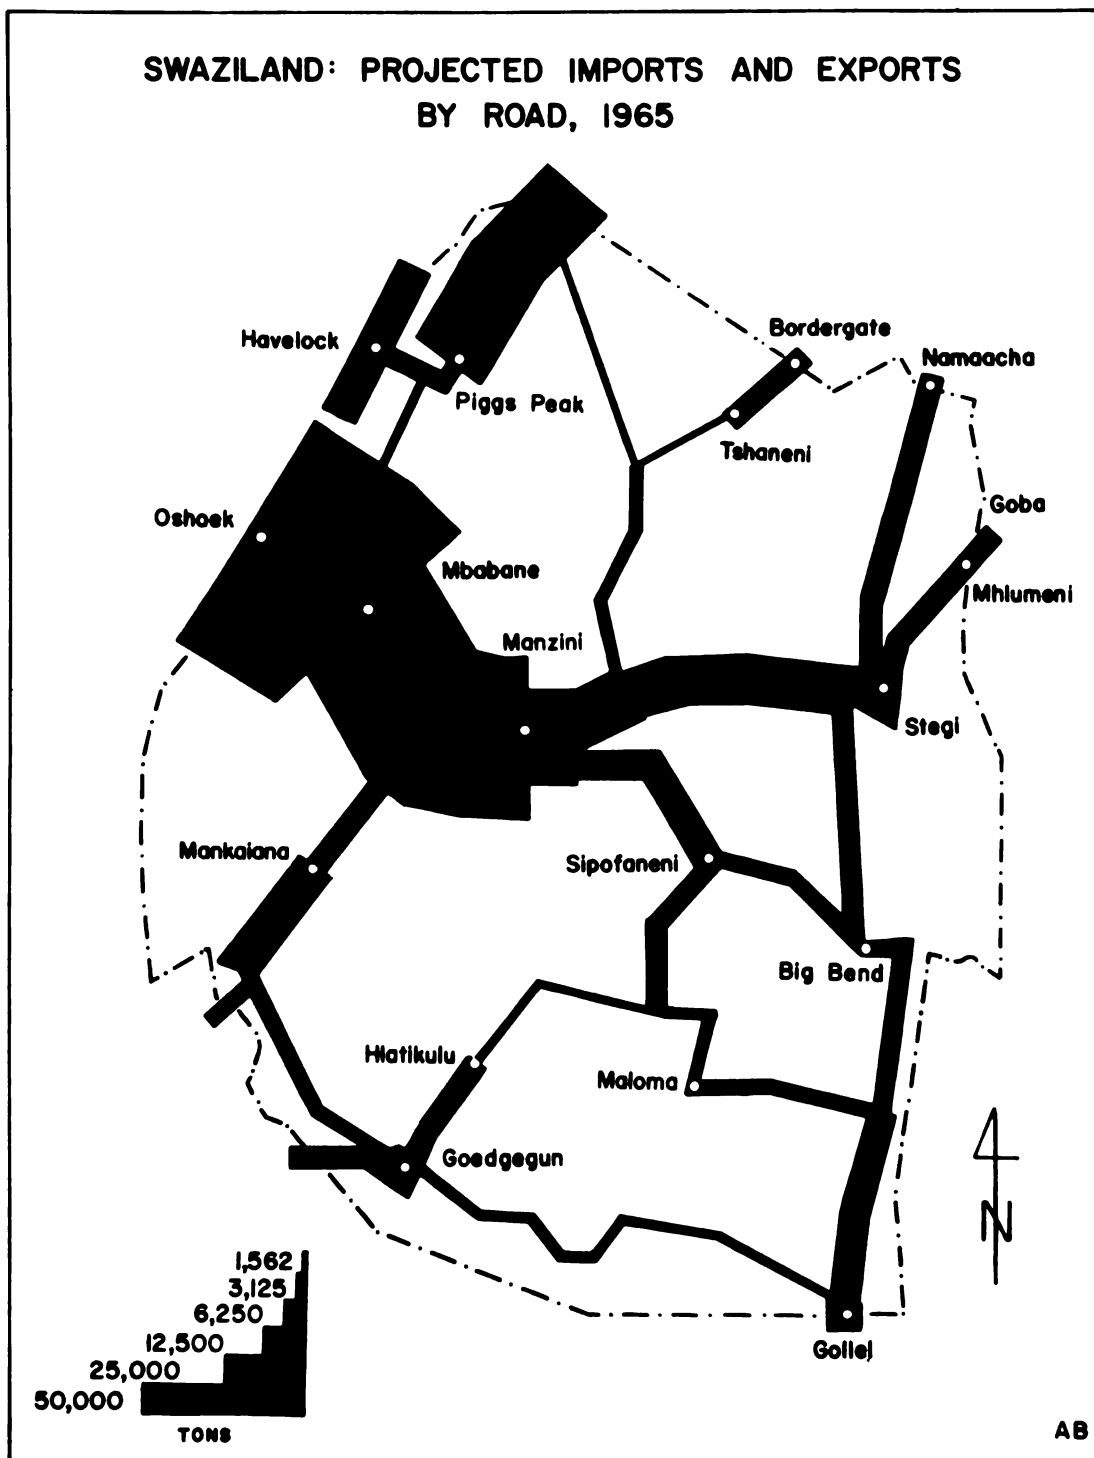 SWAZILAND: PROJECTED IMPORTS AND EXPORTS
BY ROAD, 1965
Bordergate
Havelock
Namaacha
Piggs Peak
Tshaneni
Goba
Oshoek
Mbabane
Mhlumeni
Manzini
Stegi
Mankaiana
Sipofaneni
Big Bend
Hlatikulu
Maloma
Goedgegun
N
1,562
3,125
6,250
12,500
25,000
50,000
TONS
Gollel
AB